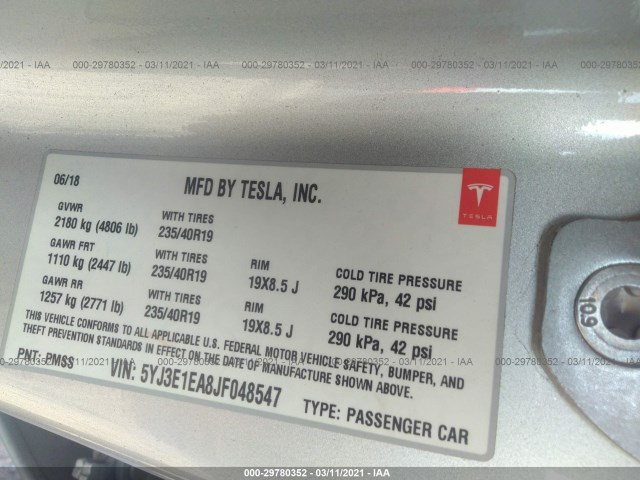 000-29780352 - 03/11/2021 - IAA
06/18
MFD BY TESLA, INC.
TESLA
GVWR
2180 kg (4806 lb)
WITH TIRES
235/40R19
GAWR FRT
1110 kg (2447 lb)
WITH TIRES
235/40R19
RIM
19X8.5 J
COLD TIRE PRESSURE
290 kPa, 42 psi
GAWR RR
1257 kg (2771 lb)
WITH TIRES
235/40R19
RIM
19X8.5 J
COLD TIRE PRESSURE
290 kPa, 42 psi
THIS VEHICLE CONFORMS TO ALL APPLICABLE U.S. FEDERAL MOTOR VEHICLE SAFETY, BUMPER, AND
THEFT PREVENTION STANDARDS IN EFFECT ON THE DATE OF MANUFACTURE SHOWN ABOVE.
PNT: PMSS
VIN: 5YJ3E1EA8JF048547
TYPE: PASSENGER CAR
10.9
000-29780352 - 03/11/2021 - IAA